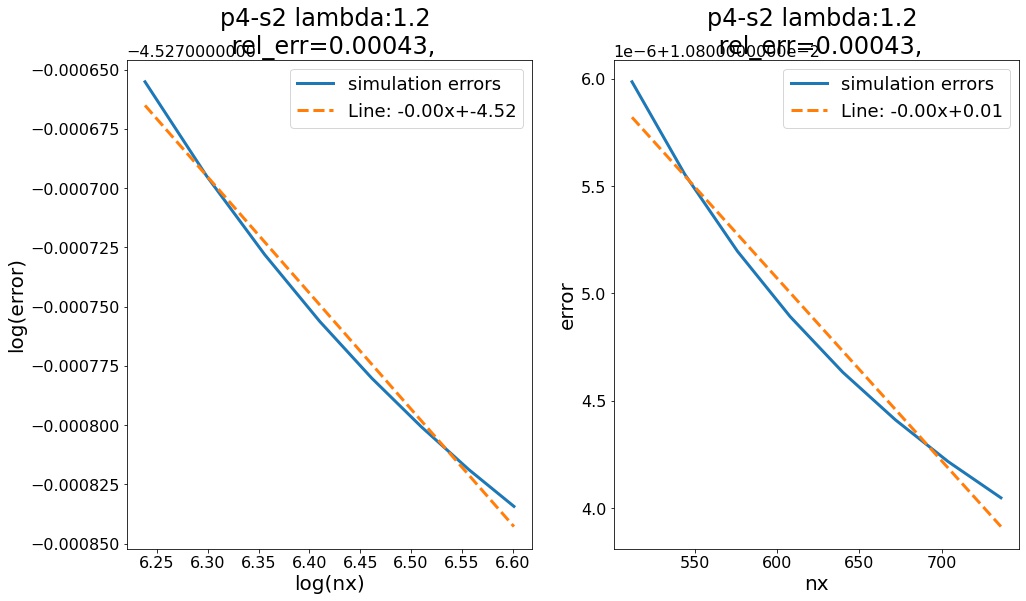 p4-s2 lambda:1.2
rel_err=0.00043,
−4.5270000000
−0.000650
−0.000675
−0.000700
−0.000725
−0.000750
−0.000775
−0.000800
−0.000825
−0.000850
log(error)
simulation errors
Line: -0.00x+-4.52
6.25 6.30 6.35 6.40 6.45 6.50 6.55 6.60
log(nx)
p4-s2 lambda:1.2
rel_err=0.00043,
1e−6+1.0800000000e−2
6.0
5.5
5.0
4.5
4.0
error
simulation errors
Line: -0.00x+0.01
550 600 650 700
nx